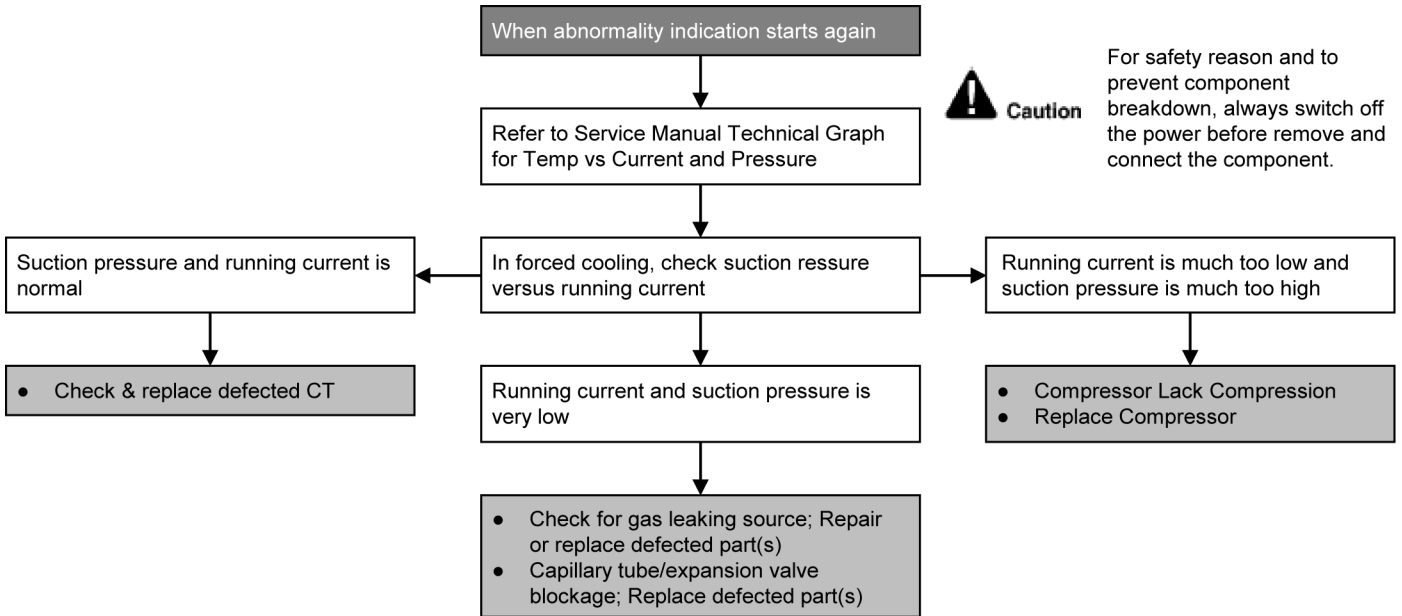 When abnormality indication starts again
For safety reason and to
prevent component
breakdown, always switch off
the power before remove and
connect the component.
Caution
Refer to Service Manual Technical Graph
for Temp vs Current and Pressure
Suction pressure and running current is
normal
In forced cooling, check suction ressure
versus running current
Running current is much too low and
suction pressure is much too high
● Check & replace defected CT
Running current and suction pressure is
very low
● Compressor Lack Compression
● Replace Compressor
● Check for gas leaking source; Repair
or replace defected part(s)
● Capillary tube/expansion valve
blockage; Replace defected part(s)